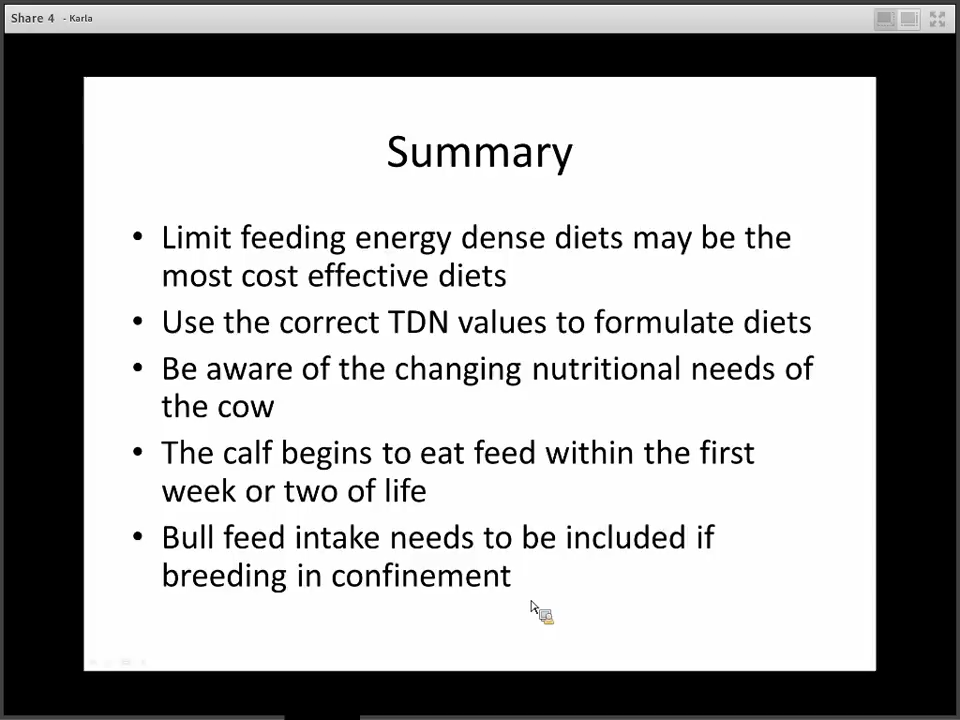 Share 4 - Karla
Summary
• Limit feeding energy dense diets may be the
most cost effective diets
• Use the correct TDN values to formulate diets
• Be aware of the changing nutritional needs of
the cow
• The calf begins to eat feed within the first
week or two of life
• Bull feed intake needs to be included if
breeding in confinement